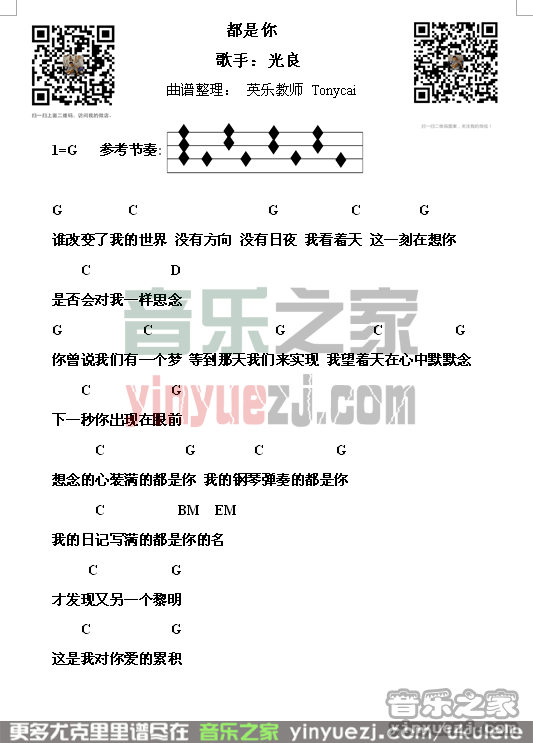 都是你
歌手：光良
曲谱整理： 英乐教师 Tonycai
扫一扫上面二维码，访问我的微店。
扫一扫二维码图案，关注我的微信！
1=G 参考节奏:
G C G C G
谁改变了我的世界 没有方向 没有日夜 我看着天 这一刻在想你
C D
是否会对我一样思念
G C G C G
你曾说我们有一个梦 等到那天我们来实现 我望着天在心中默默念
C G
下一秒你出现在眼前
C G C G
想念的心装满的都是你 我的钢琴弹奏的都是你
C BM EM
我的日记写满的都是你的名
C G
才发现又另一个黎明
C G
这是我对你爱的累积
音乐之家
yinyuezj.com
音乐之家
yinyuezj.com
更多尤克里里谱尽在 音乐之家 yinyuezj.com/ukulele